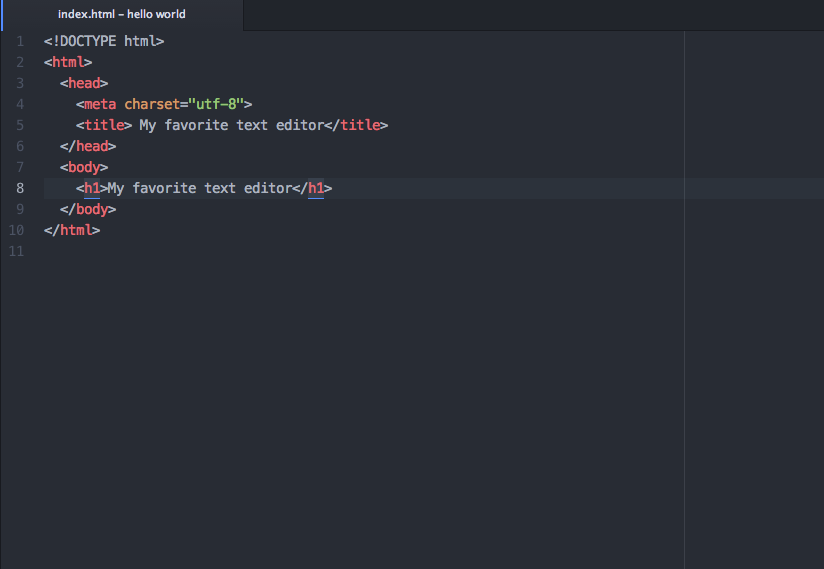 index.html – hello world
1 <!DOCTYPE html>
2 <html>
3   <head>
4     <meta charset="utf-8">
5     <title> My favorite text editor</title>
6   </head>
7   <body>
8     <h1>My favorite text editor</h1>
9   </body>
10 </html>
11